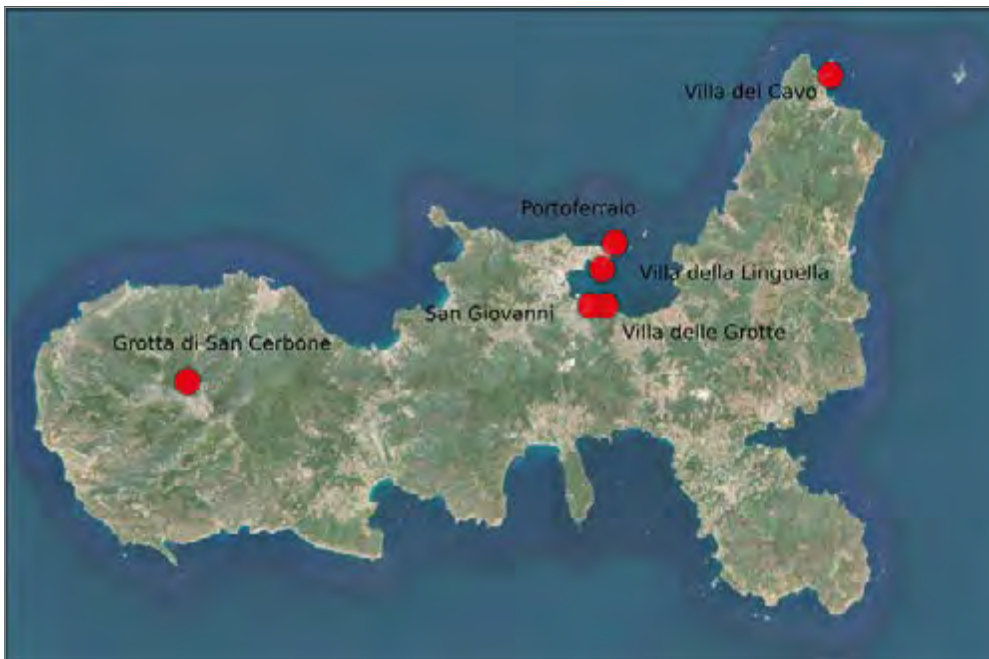 Villa del Cavo
Portoferraio
Villa della Linguella
San Giovanni
Villa delle Grotte
Grotta di San Cerbone